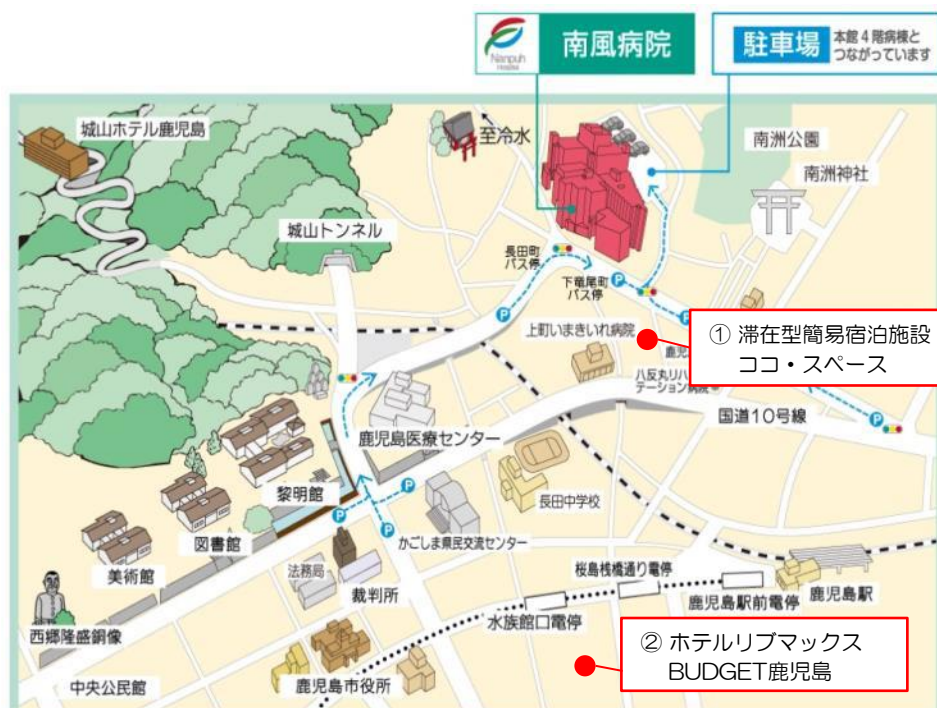 Nanpuh
Hospital
南風病院
駐車場
本館4階病棟と
つながっています
城山ホテル鹿児島
至冷水
南洲公園
南洲神社
城山トンネル
長田町
バス停
下竜尾町
バス停
P
P
P
上町いまきいれ病院
① 滞在型簡易宿泊施設
ココ・スペース
鹿児
八反丸リハ
テーション病院
国道10号線
P
鹿児島医療センター
黎明館
長田中学校
P
P
P
図書館
かごしま県民交流センター
美術館
法務局
裁判所
桜島桟橋通り電停
鹿児島駅前電停
鹿児島駅
水族館口電停
西郷隆盛銅像
② ホテルリブマックス
BUDGET鹿児島
中央公民館
鹿児島市役所